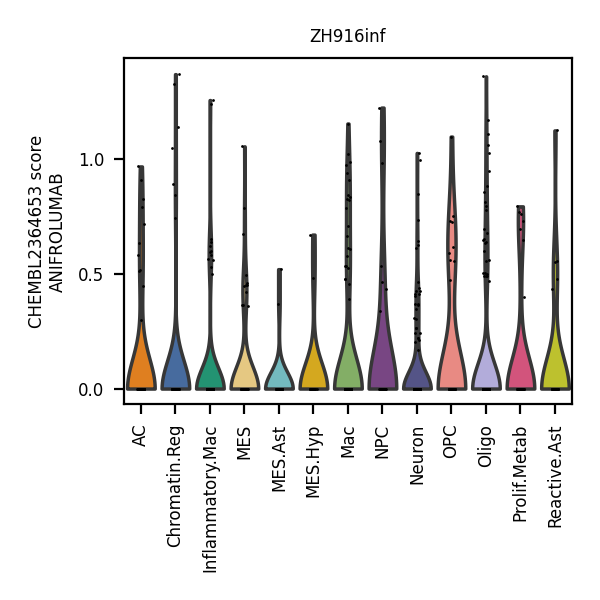 ZH916inf
CHEMBL2364653 score
ANIFROLUMAB
1.0
0.5
0.0
AC
Chromatin.Reg
Inflammatory.Mac
MES
MES.Ast
MES.Hyp
Mac
NPC
Neuron
OPC
Oligo
Prolif.Metab
Reactive.Ast